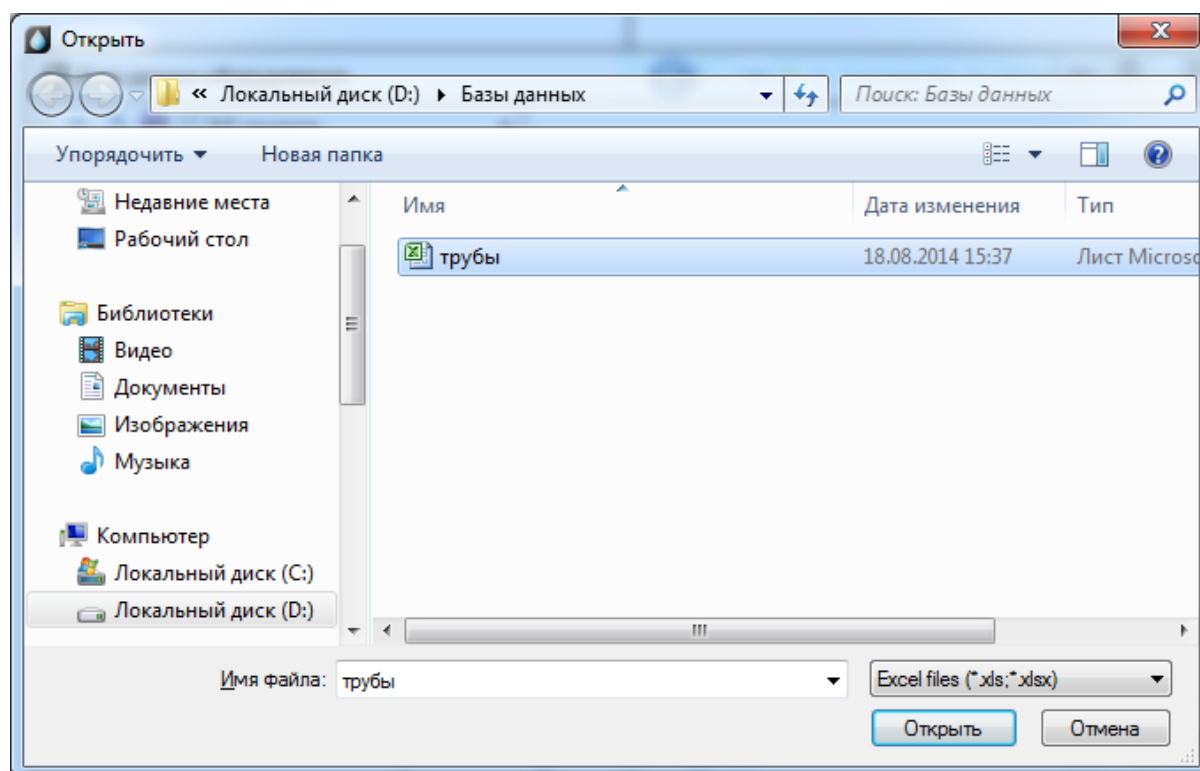 Открыть
« Локальный диск (D:) Базы данных
Поиск: Базы данных
Упорядочить Новая папка
Имя Дата изменения Тип
трубы 18.08.2014 15:37 Лист Microso
Недавние места
Рабочий стол
Библиотеки
Видео
Документы
Изображения
Музыка
Компьютер
Локальный диск (C:)
Локальный диск (D:)
Имя файла: трубы Excel files (*.xls;*.xlsx)
Открыть Отмена